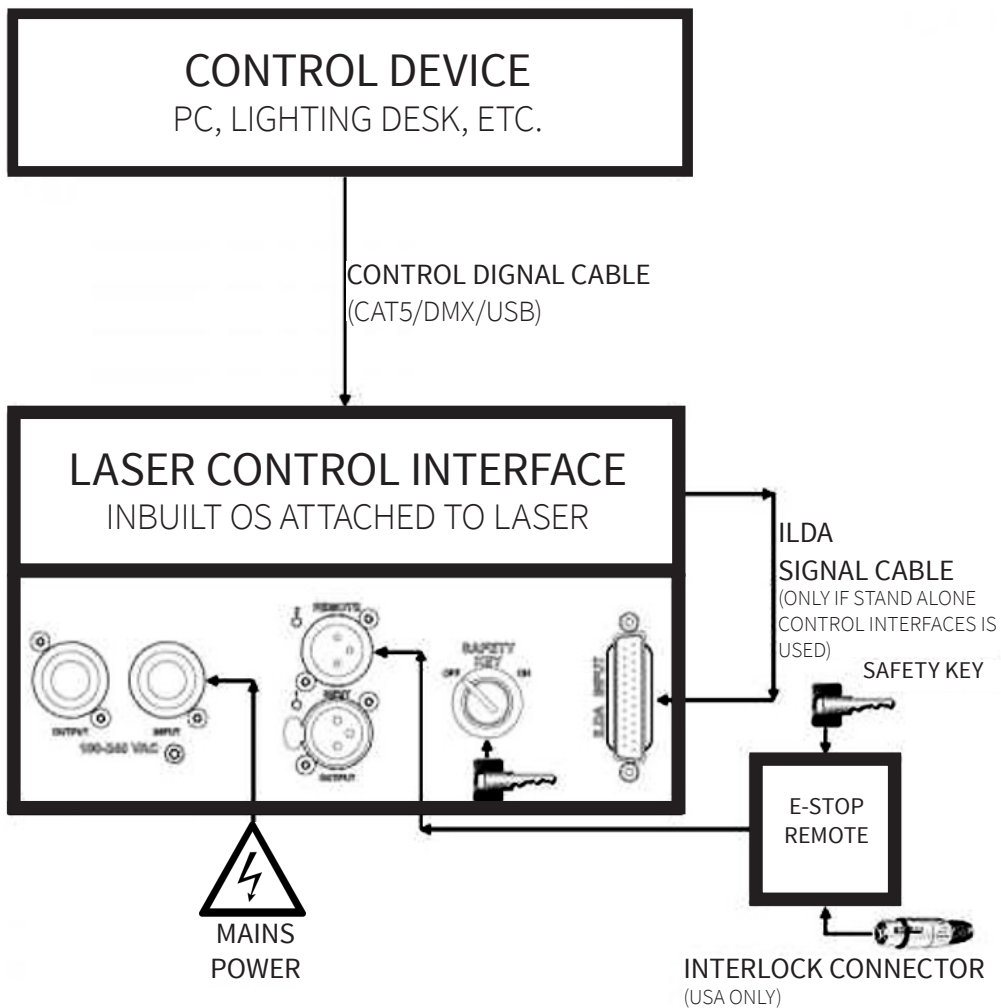 CONTROL DEVICE
PC, LIGHTING DESK, ETC.
CONTROL DIGNAL CABLE
(CAT5/DMX/USB)
LASER CONTROL INTERFACE
INBUILT OS ATTACHED TO LASER
ILDA
SIGNAL CABLE
(ONLY IF STAND ALONE
CONTROL INTERFACES IS
USED)
SAFETY KEY
REMOTE
SAFETY
KEY
OFF
ON
ILDA INPUT
OUTPUT
INPUT
100-240 VAC
OUTPUT
E-STOP
REMOTE
MAINS
POWER
INTERLOCK CONNECTOR
(USA ONLY)